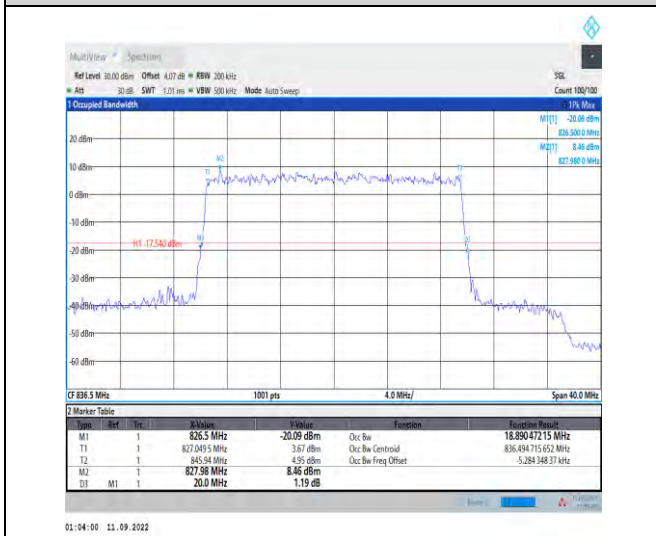 MultiView Spectrum
Ref Level 30.00 dBm Offset 4.07 dB RBW 200 kHz SGL
Att 30 dB SWT 1.01 ms VBW 500 kHz Mode Auto Sweep Count 100/100
1 Occupied Bandwidth 1Pk Max
M1[1] -20.09 dBm
826.5000 MHz
M2[1] 8.46 dBm
827.9800 MHz
20 dBm
M2
10 dBm
T1 T2
0 dBm
-10 dBm
H1 -17.540 dBm
M1
-20 dBm
-30 dBm
-40 dBm
-50 dBm
-60 dBm
CF 836.5 MHz 1001 pts 4.0 MHz/ Span 40.0 MHz
2 Marker Table
Type Ref Trc X-Value Y-Value Function Function Result
M1 1 826.5 MHz -20.09 dBm Occ Bw 18.890 472 15 MHz
T1 1 827.0495 MHz 3.67 dBm Occ Bw Centroid 836.494 715 652 MHz
T2 1 845.94 MHz 4.95 dBm Occ Bw Freq Offset -5.284 348 37 kHz
M2 1 827.98 MHz 8.46 dBm
D3 M1 1 20.0 MHz 1.19 dB
01:04:00 11.09.2022